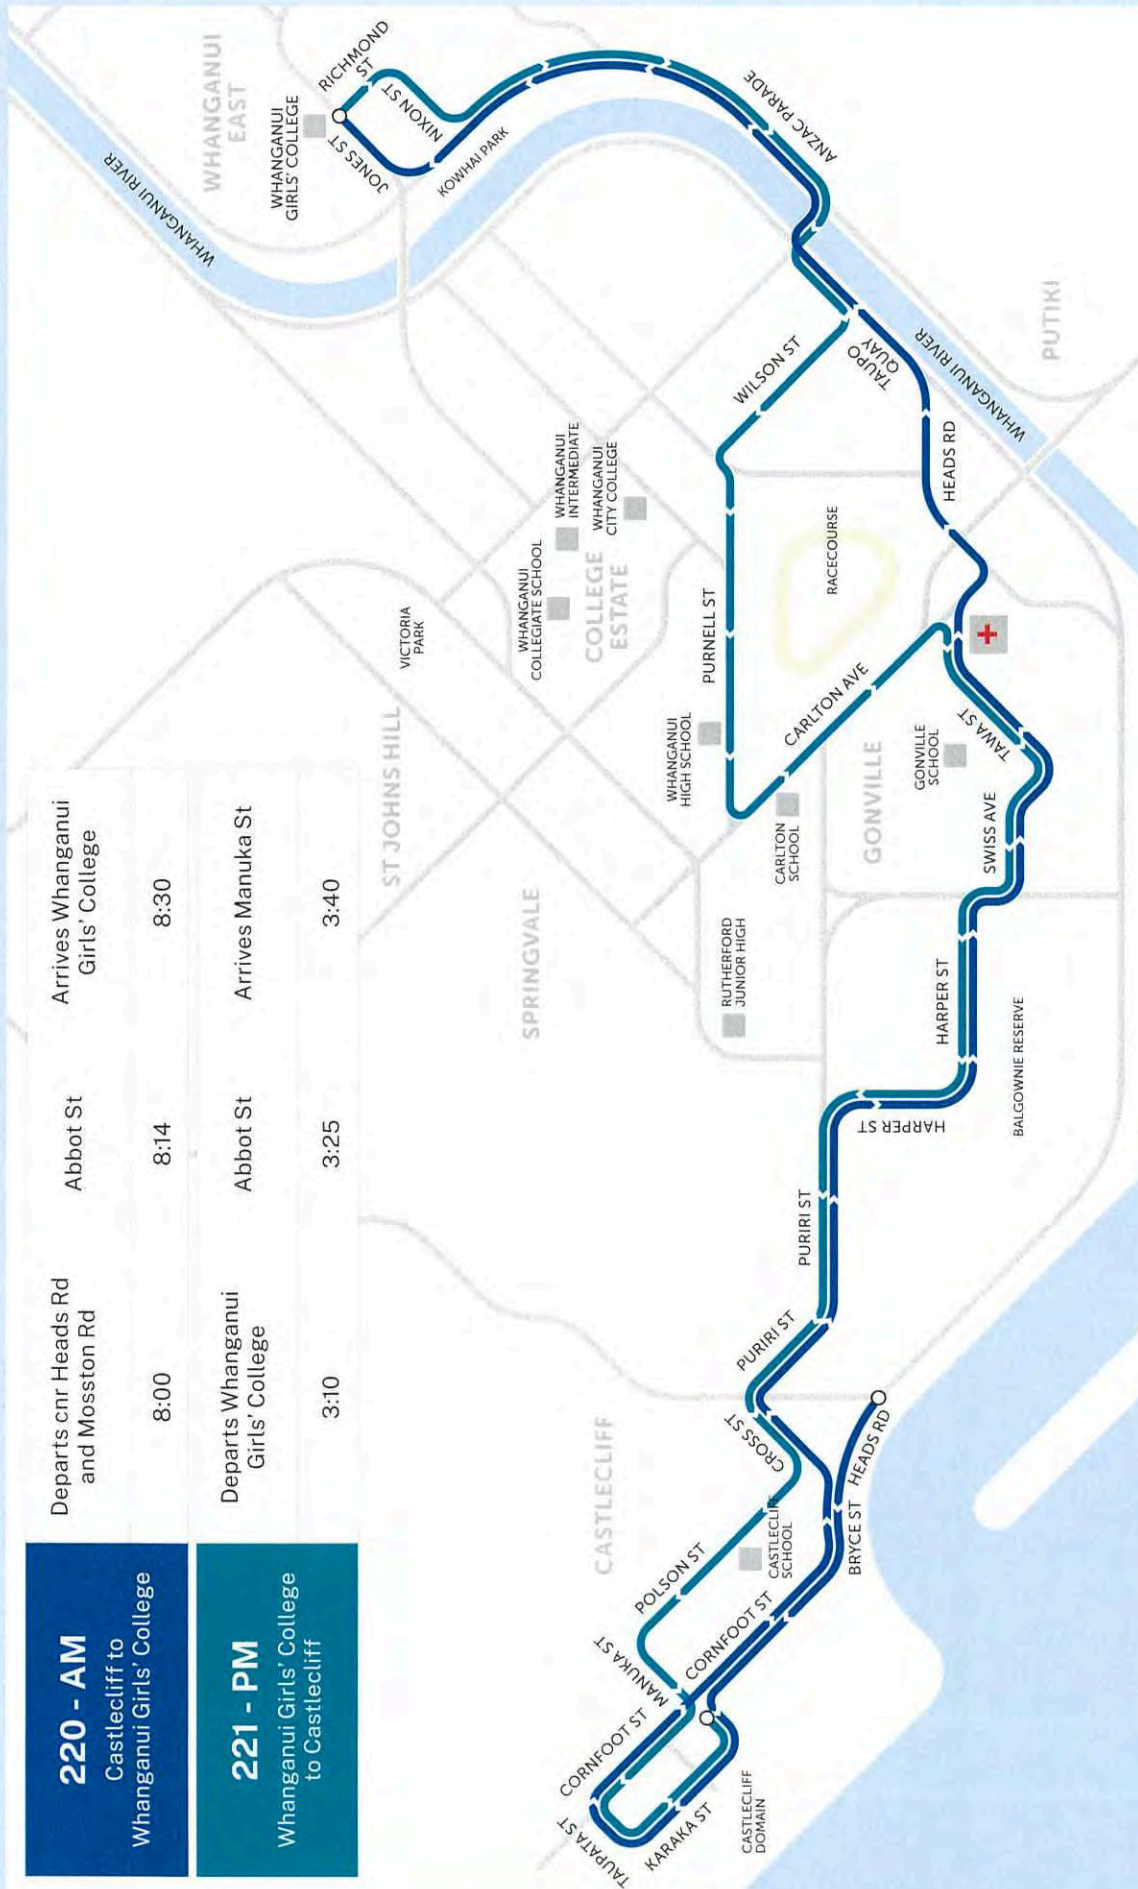 220 - AM
Castlecliff to
Whanganui Girls' College
Departs cnr Heads Rd
and Mosston Rd
Abbot St
Arrives Whanganui
Girls' College
8:00
8:14
8:30
221 - PM
Whanganui Girls' College
to Castlecliff
Departs Whanganui
Girls' College
Abbot St
Arrives Manuka St
3:10
3:25
3:40
WHANGANUI
EAST
WHANGANUI RIVER
WHANGANUI
GIRLS' COLLEGE
RICHMOND
ST
JONES ST
NIXON ST
KOWHAI PARK
ANZAC PARADE
ST JOHNS HILL
VICTORIA
PARK
WHANGANUI
COLLEGIATE SCHOOL
WHANGANUI
INTERMEDIATE
WHANGANUI
CITY COLLEGE
COLLEGE
ESTATE
SPRINGVALE
WILSON ST
TAUPO
QUAY
WHANGANUI RIVER
PUTIKI
HEADS RD
RACECOURSE
PURNELL ST
WHANGANUI
HIGH SCHOOL
CARLTON AVE
CARLTON
SCHOOL
RUTHERFORD
JUNIOR HIGH
GONVILLE
GONVILLE
SCHOOL
TAWA ST
SWISS AVE
HARPER ST
HARPER ST
BALGOWNIE RESERVE
PURIRI ST
PURIRI ST
CASTLECLIFF
CROSS ST
HEADS RD
BRYCE ST
CASTLECLIFF
SCHOOL
POLSON ST
MANUKA ST
CORNFOOT ST
CORNFOOT ST
TAUPATA ST
KARAKA ST
CASTLECLIFF
DOMAIN